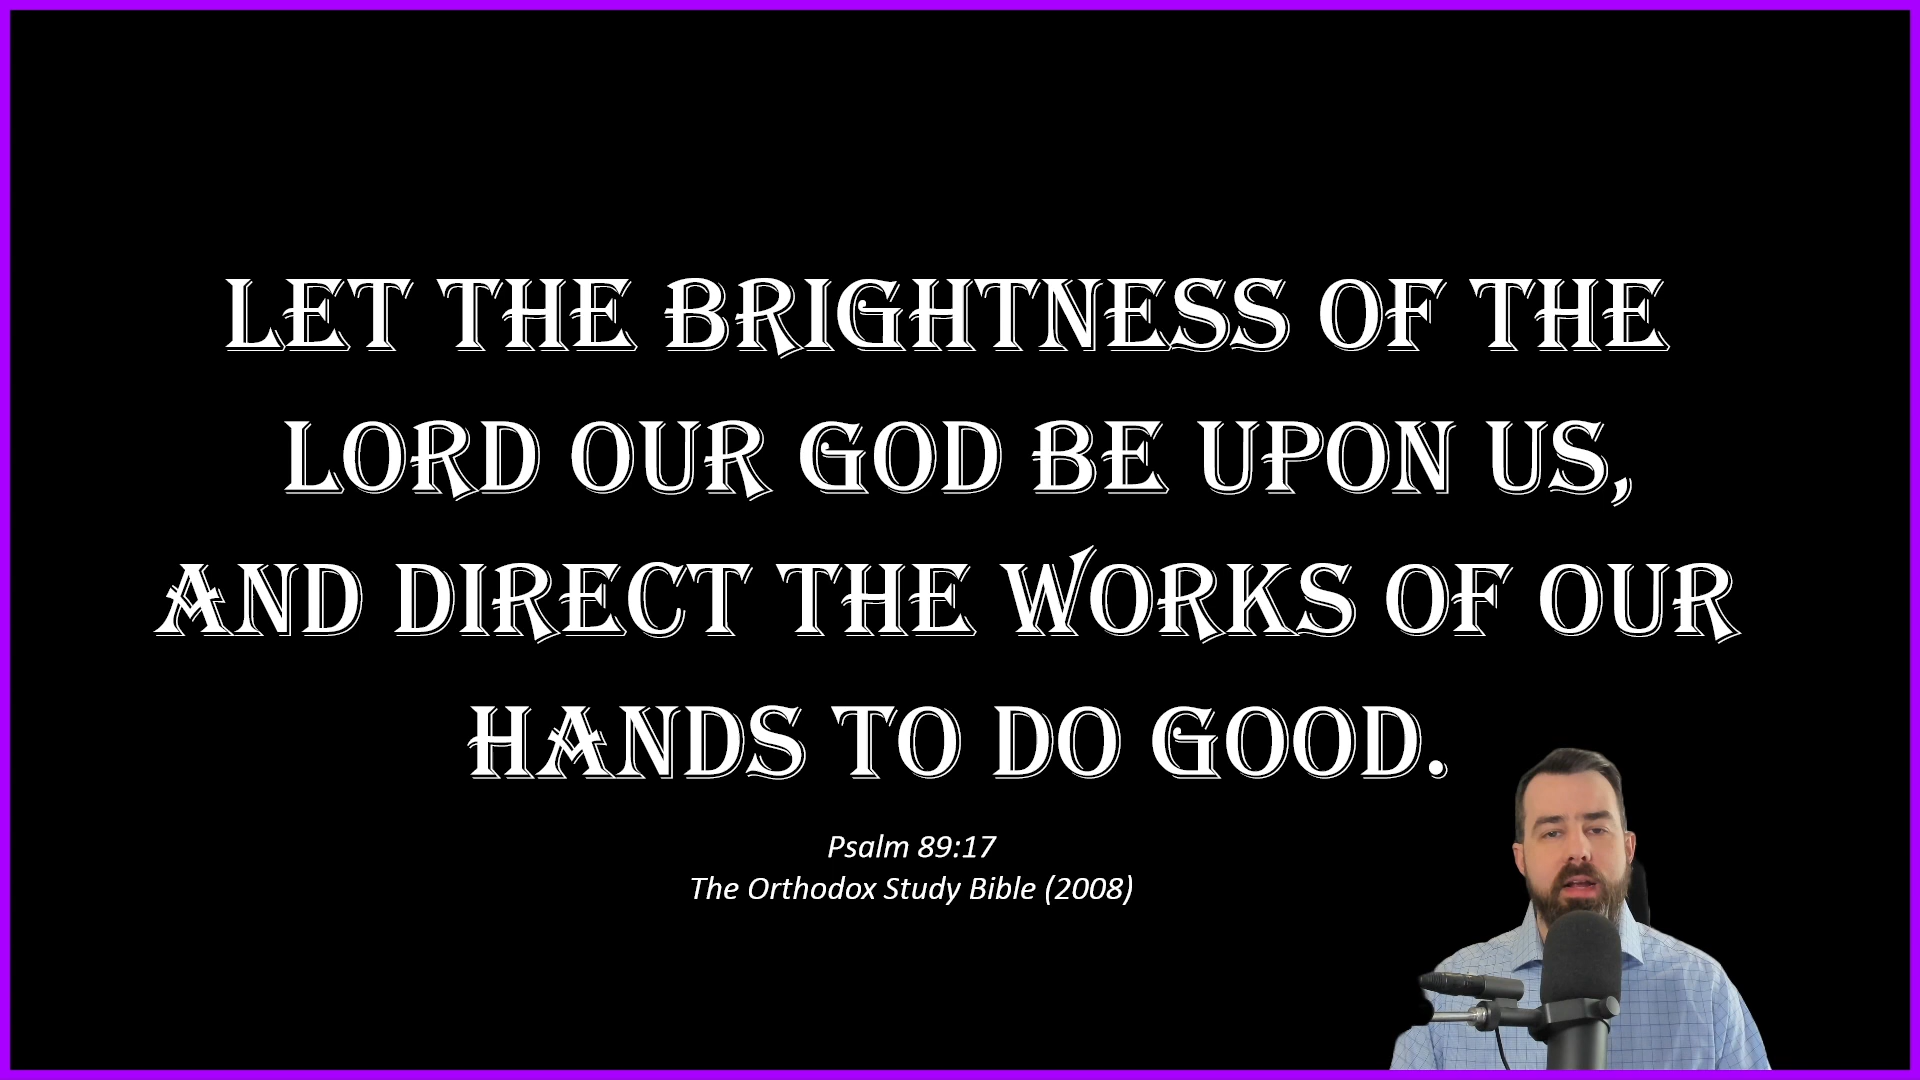 LET THE BRIGHTNESS OF THE
LORD OUR GOD BE UPON US,
AND DIRECT THE WORKS OF OUR
HANDS TO DO GOOD.
Psalm 89:17
The Orthodox Study Bible (2008)